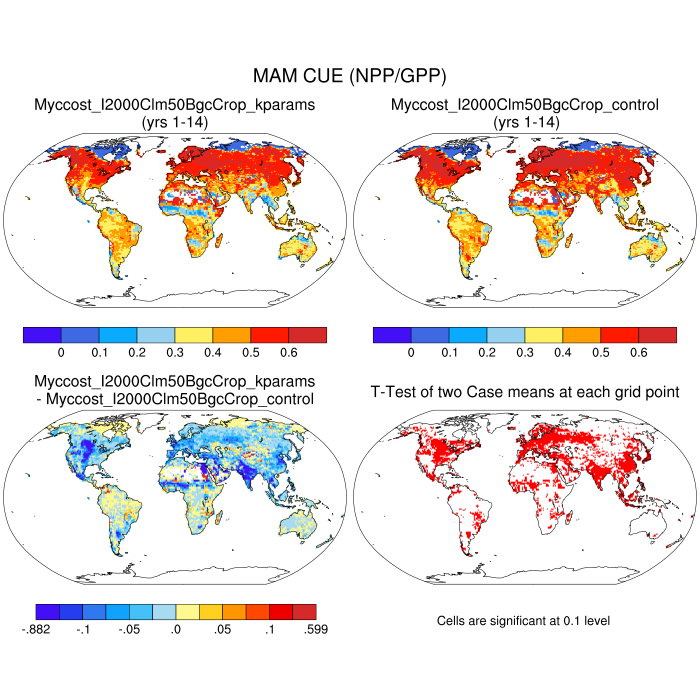 MAM CUE (NPP/GPP)
Myccost_I2000Clm50BgcCrop_kparams
(yrs 1-14)
Myccost_I2000Clm50BgcCrop_control
(yrs 1-14)
0 0.1 0.2 0.3 0.4 0.5 0.6
0 0.1 0.2 0.3 0.4 0.5 0.6
Myccost_I2000Clm50BgcCrop_kparams
- Myccost_I2000Clm50BgcCrop_control
T-Test of two Case means at each grid point
-.882 -.1 -.05 .0 .05 .1 .599
Cells are significant at 0.1 level